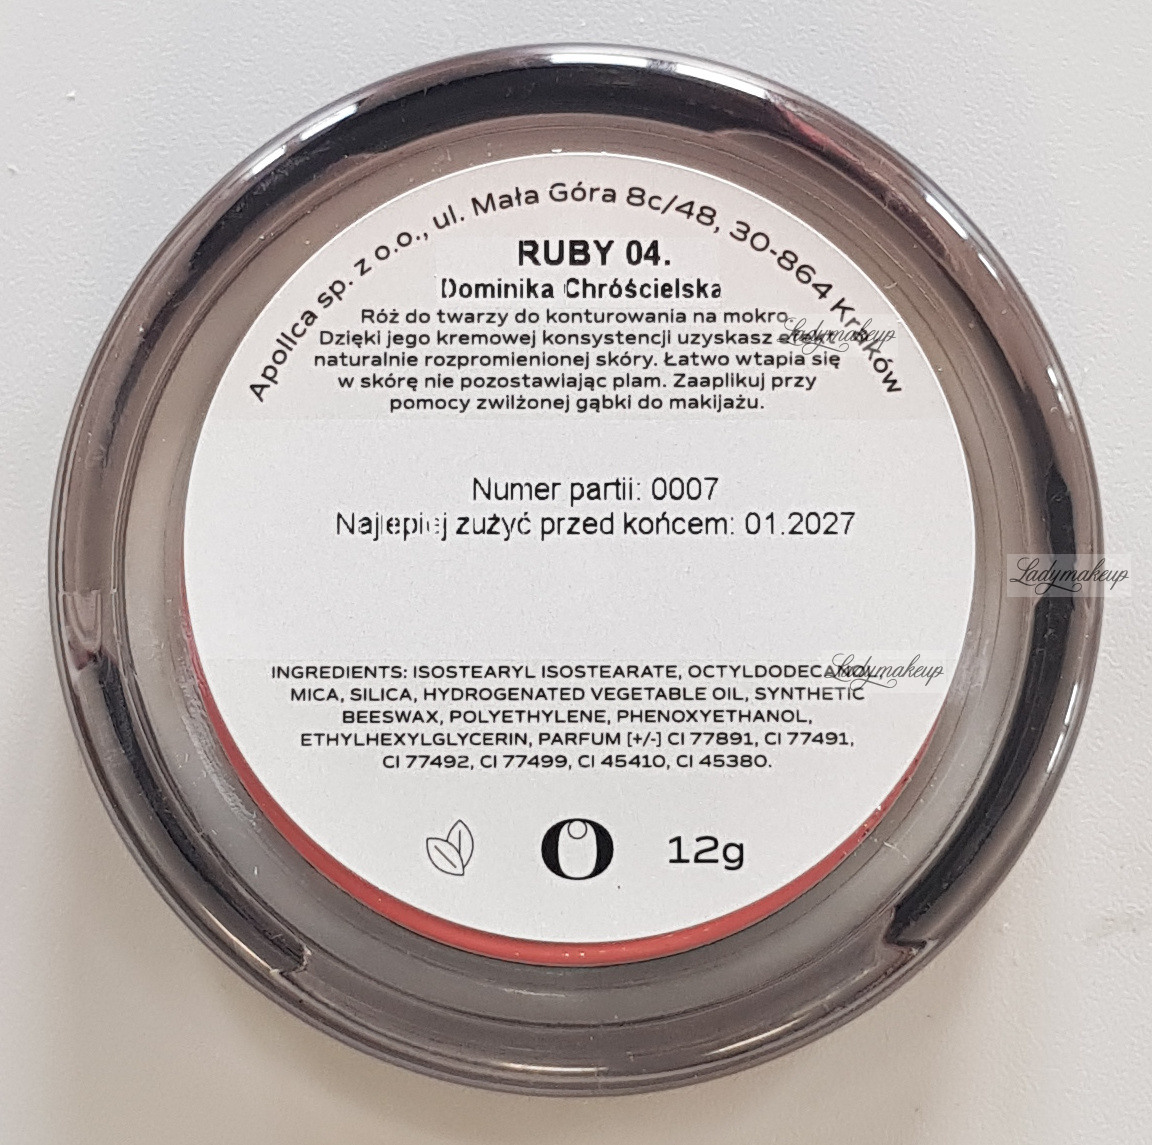 Apolica sp. z o.o., ul. Mała Góra 8c/48, 30-864 Kraków
RUBY 04.
Dominika Chróścielska
Róż do twarzy do konturowania na mokro.
Dzięki jego kremowej konsystencji uzyskasz
naturalnie rozpromienionej skóry. Łatwo wtapia się
w skórę nie pozostawiając plam. Zaaplikuj przy
pomocy zwilżonej gąbki do makijażu.
Ladymakeup
Numer partii: 0007
Najlepiej zużyć przed końcem: 01.2027
Ladymakeup
INGREDIENTS: ISOSTEARYL ISOSTEARATE,
MICA, SILICA, HYDROGENATED VEGETABLE OIL, SYNTHETIC
BEESWAX, POLYETHYLENE, PHENOXYETHANOL,
ETHYLHEXYLGLYCERIN, PARFUM [+/-] CI 77891, CI 77491,
CI 77492, CI 77499, CI 45410, CI 45380.
Ladymakeup
12g